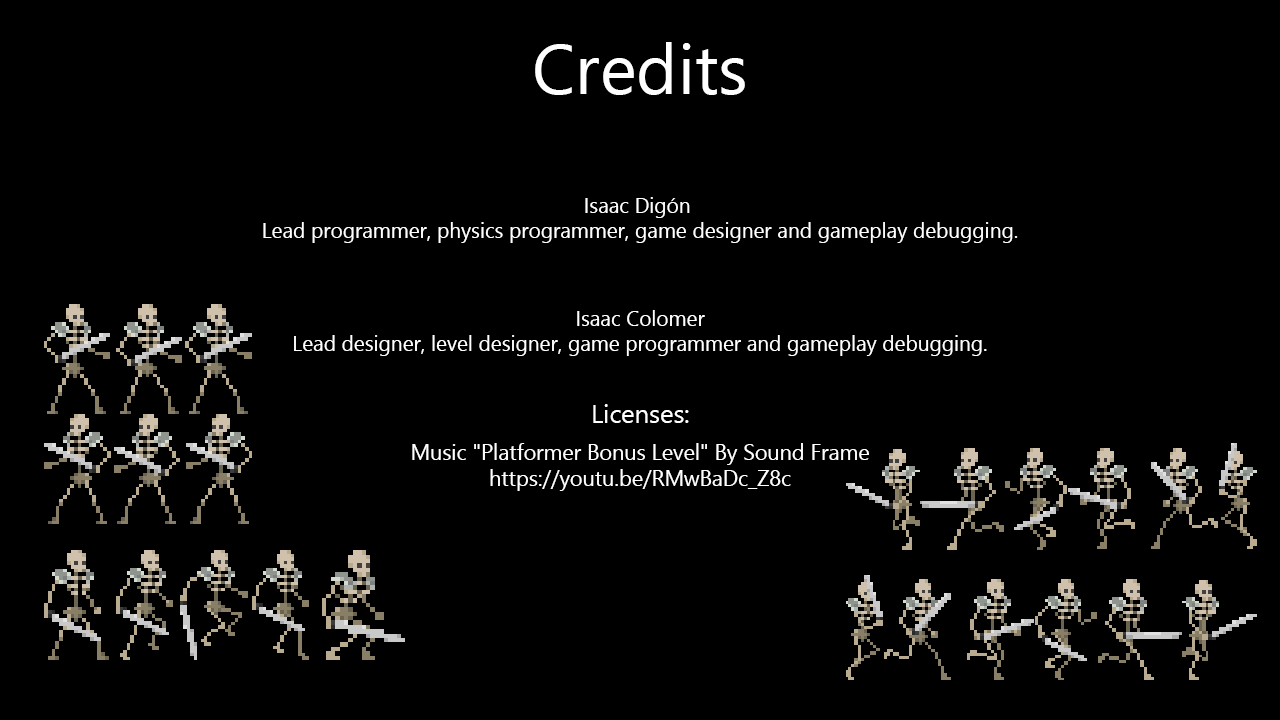 Credits
Isaac Digón
Lead programmer, physics programmer, game designer and gameplay debugging.
Isaac Colomer
Lead designer, level designer, game programmer and gameplay debugging.
Licenses:
Music "Platformer Bonus Level" By Sound Frame
https://youtu.be/RMwBaDc_Z8c